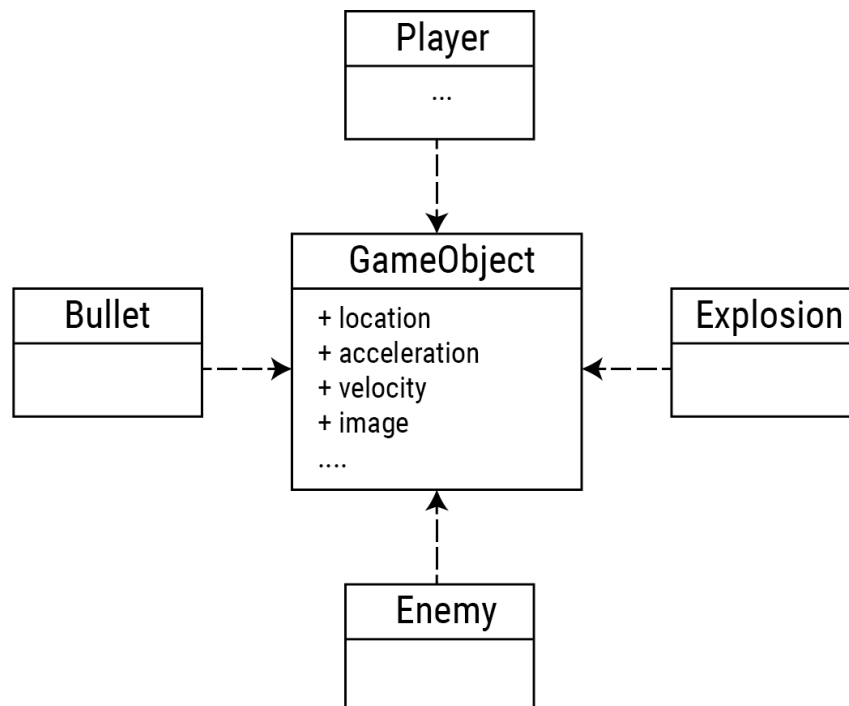 Player
...
GameObject
+ location
+ acceleration
+ velocity
+ image
....
Bullet
Explosion
Enemy